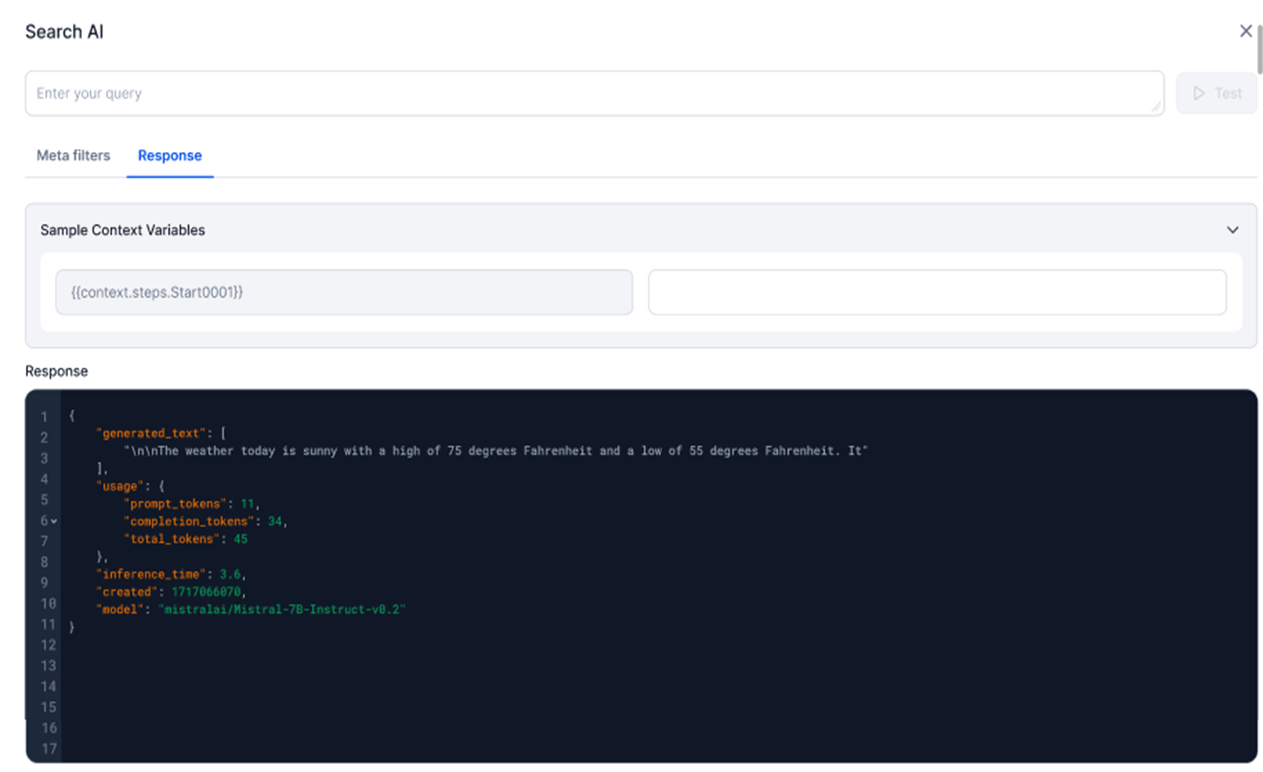 Search AI
Enter your query
Test
Meta filters
Response
Sample Context Variables
{{context.steps.Start0001}}
Response
1 {
2 "generated_text": [
3 "\n\nThe weather today is sunny with a high of 75 degrees Fahrenheit and a low of 55 degrees Fahrenheit. It"
4 ],
5 "usage": {
6 "prompt_tokens": 11,
7 "completion_tokens": 34,
8 "total_tokens": 45
9 },
10 "inference_time": 3.6,
11 "created": 1717066070,
12 "model": "mistralai/Mistral-7B-Instruct-v0.2"
13 }
14
15
16
17